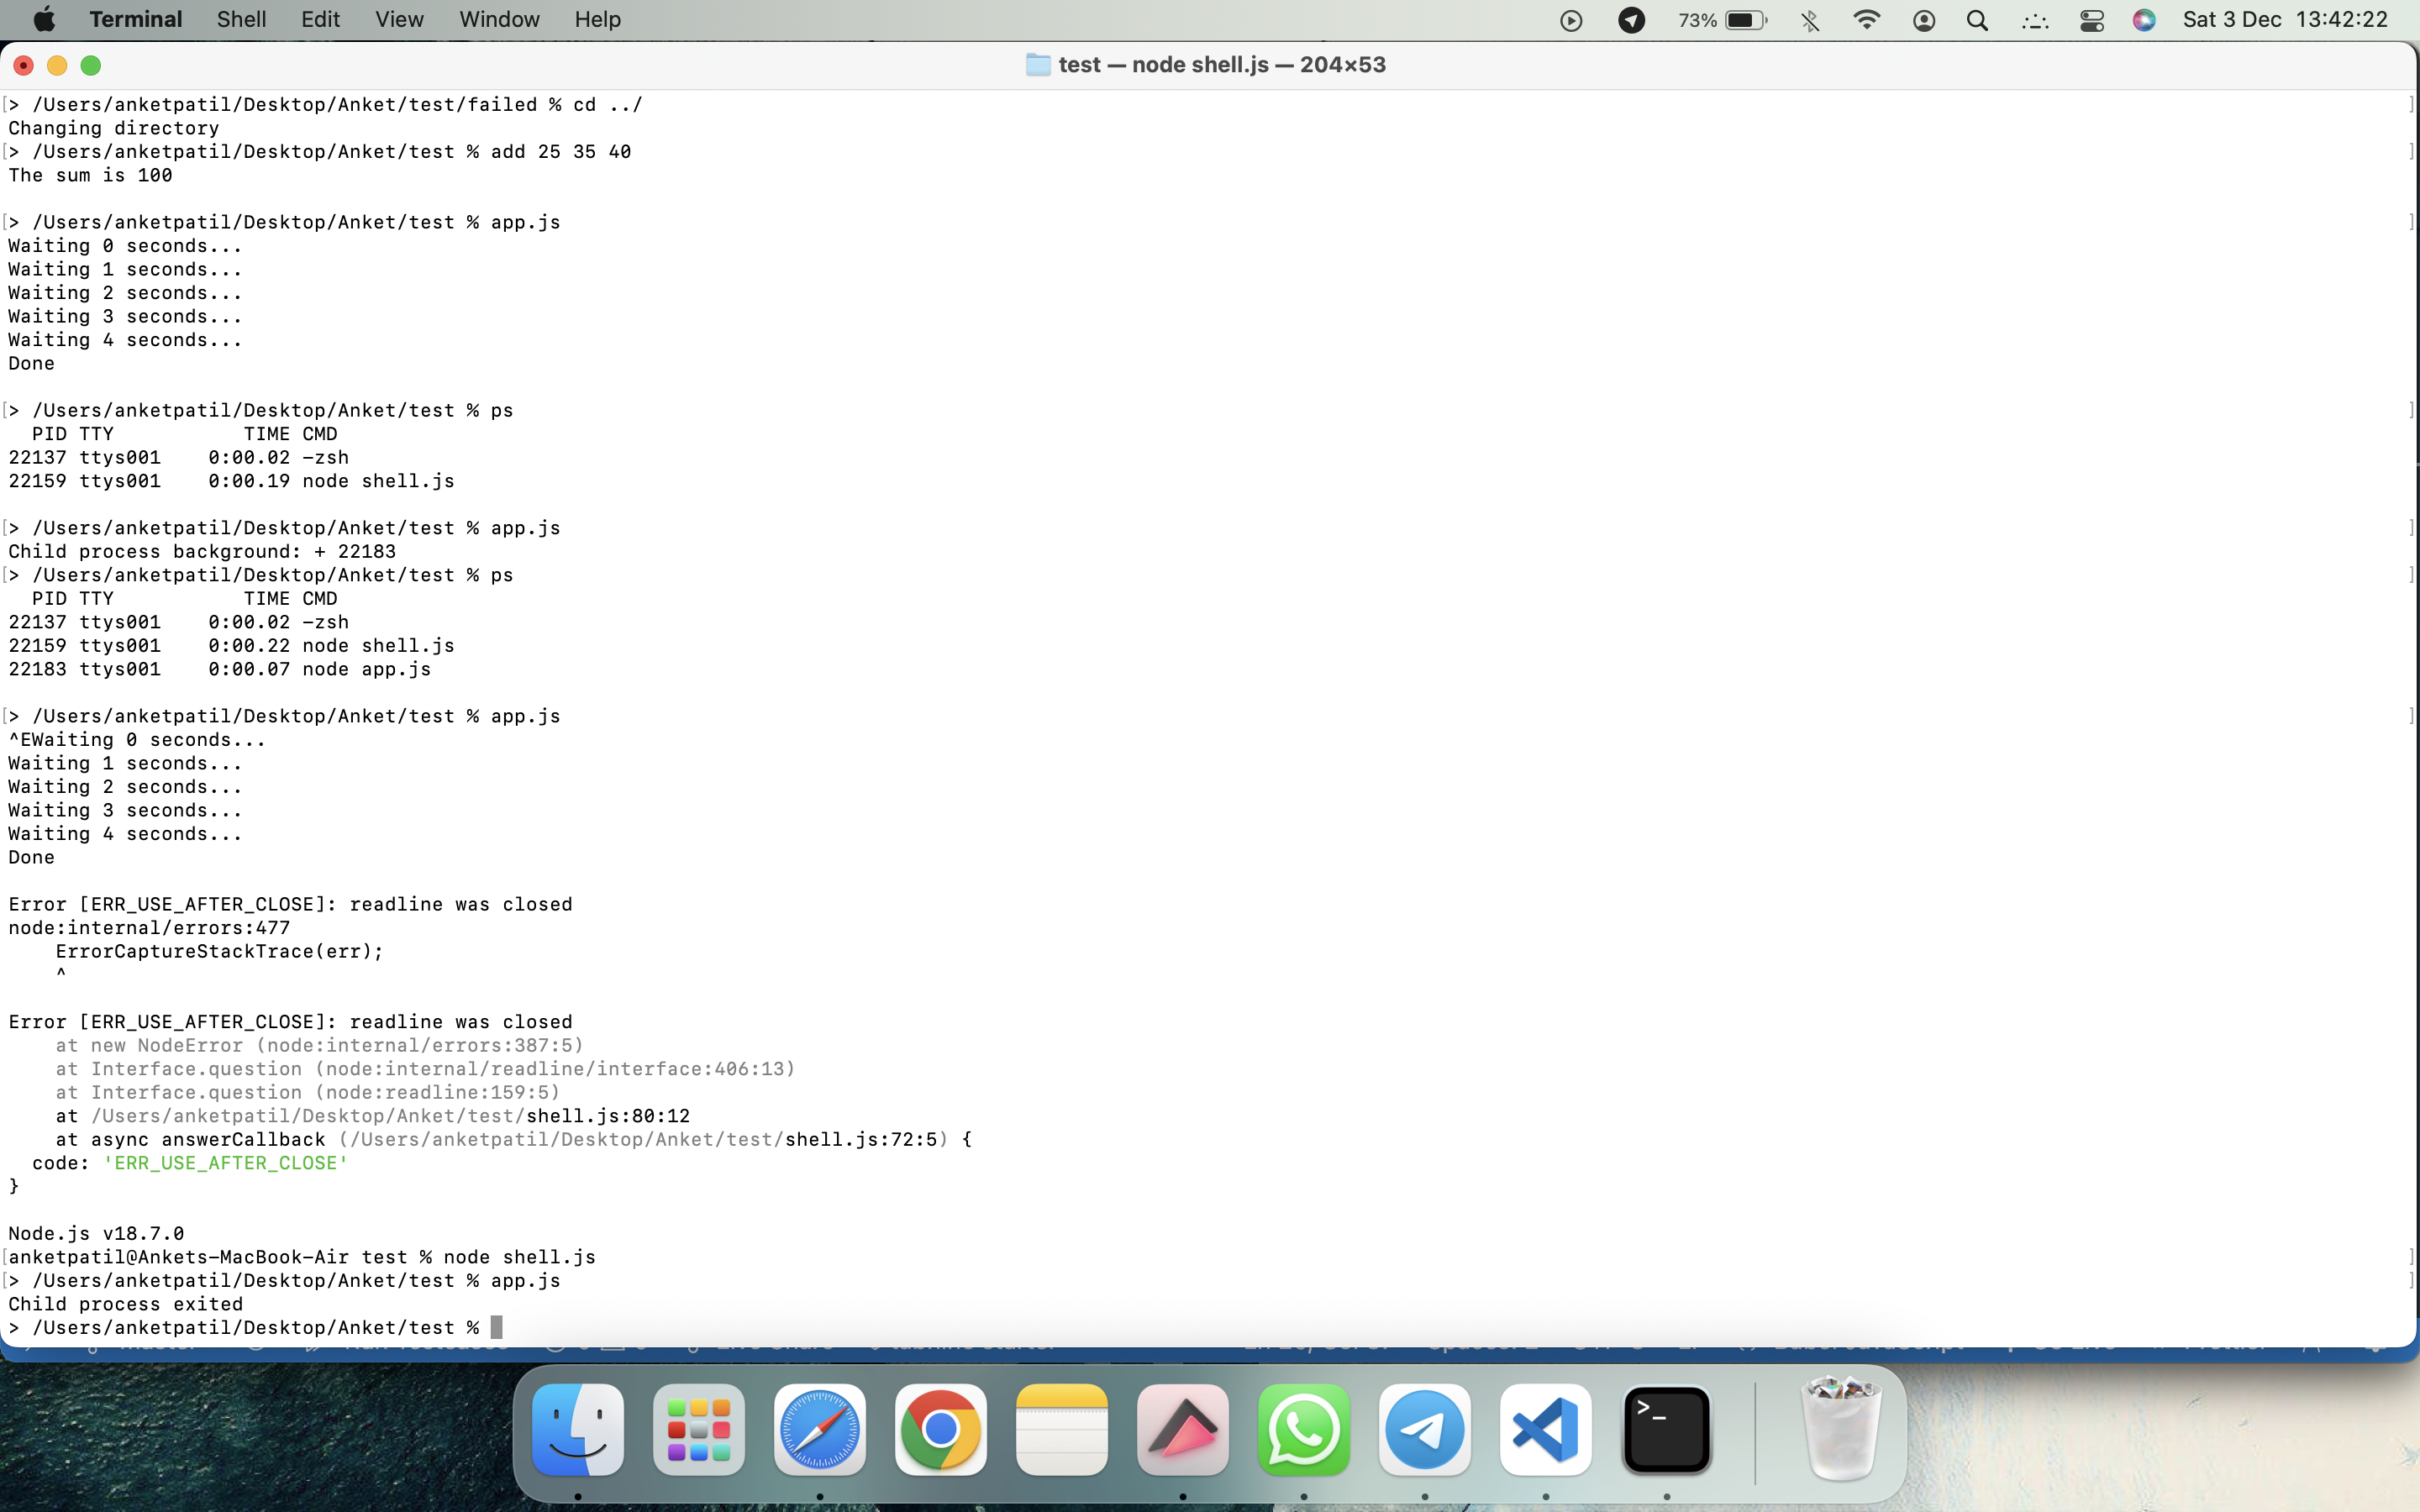 Terminal Shell Edit View Window Help 73% Sat 3 Dec 13:42:22
test — node shell.js — 204×53
[> /Users/anketpatil/Desktop/Anket/test/failed % cd ../ ]
Changing directory
[> /Users/anketpatil/Desktop/Anket/test % add 25 35 40 ]
The sum is 100
[> /Users/anketpatil/Desktop/Anket/test % app.js ]
Waiting 0 seconds...
Waiting 1 seconds...
Waiting 2 seconds...
Waiting 3 seconds...
Waiting 4 seconds...
Done
[> /Users/anketpatil/Desktop/Anket/test % ps ]
PID TTY TIME CMD
22137 ttys001 0:00.02 -zsh
22159 ttys001 0:00.19 node shell.js
[> /Users/anketpatil/Desktop/Anket/test % app.js ]
Child process background: + 22183
[> /Users/anketpatil/Desktop/Anket/test % ps ]
PID TTY TIME CMD
22137 ttys001 0:00.02 -zsh
22159 ttys001 0:00.22 node shell.js
22183 ttys001 0:00.07 node app.js
[> /Users/anketpatil/Desktop/Anket/test % app.js ]
^EWaiting 0 seconds...
Waiting 1 seconds...
Waiting 2 seconds...
Waiting 3 seconds...
Waiting 4 seconds...
Done
Error [ERR_USE_AFTER_CLOSE]: readline was closed
node:internal/errors:477
ErrorCaptureStackTrace(err);
^
Error [ERR_USE_AFTER_CLOSE]: readline was closed
at new NodeError (node:internal/errors:387:5)
at Interface.question (node:internal/readline/interface:406:13)
at Interface.question (node:readline:159:5)
at /Users/anketpatil/Desktop/Anket/test/shell.js:80:12
at async answerCallback (/Users/anketpatil/Desktop/Anket/test/shell.js:72:5) {
code: 'ERR_USE_AFTER_CLOSE'
}
Node.js v18.7.0
[anketpatil@Ankets-MacBook-Air test % node shell.js ]
[> /Users/anketpatil/Desktop/Anket/test % app.js ]
Child process exited
> /Users/anketpatil/Desktop/Anket/test %